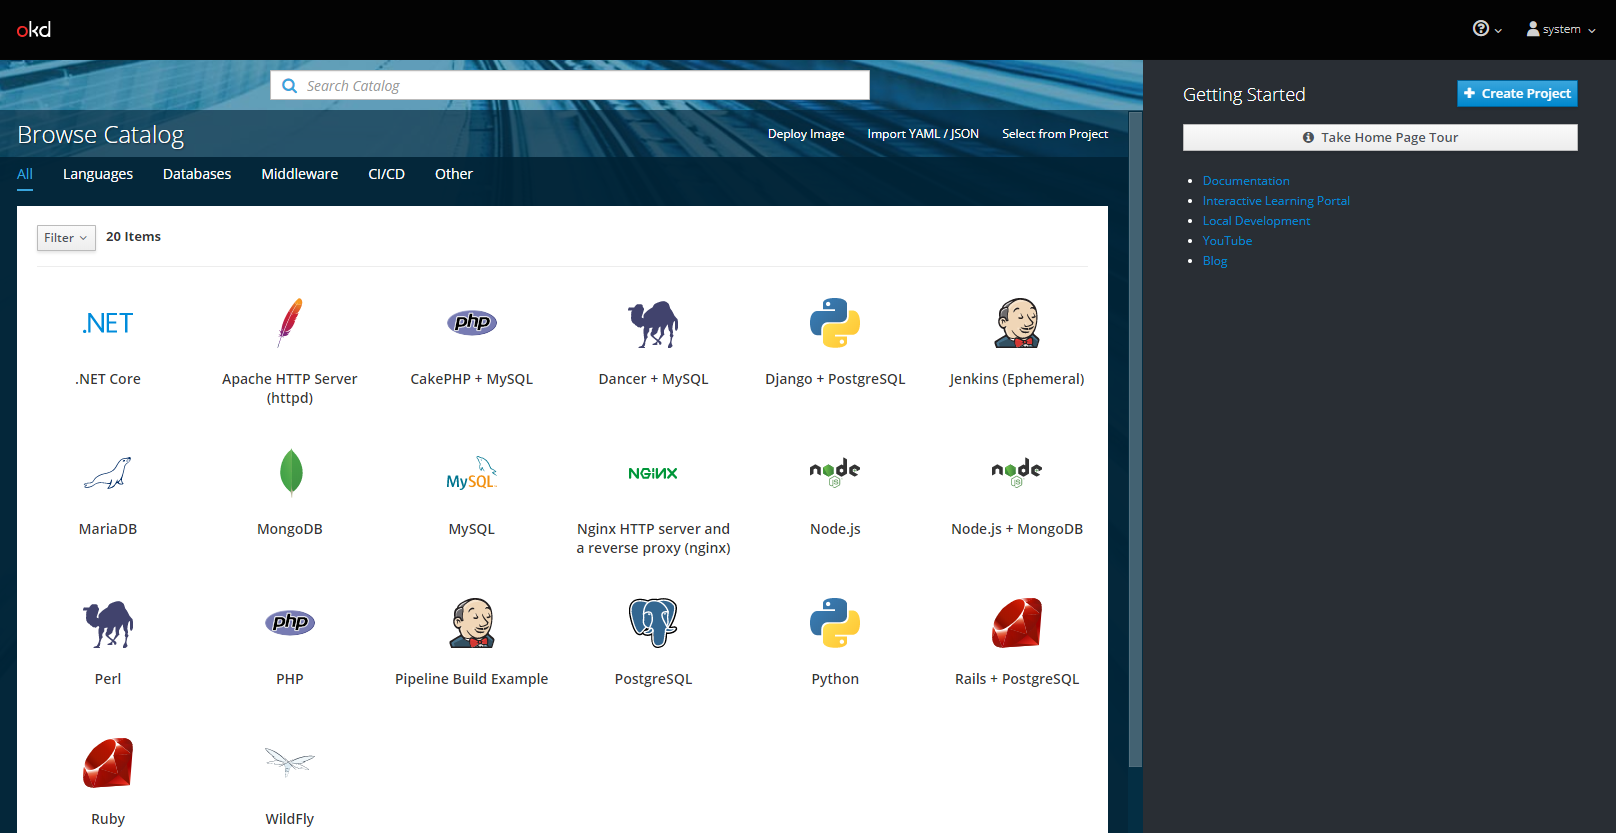 okd
system
Search Catalog
Getting Started
Create Project
Browse Catalog
Deploy Image
Import YAML / JSON
Select from Project
Take Home Page Tour
All
Languages
Databases
Middleware
CI/CD
Other
Documentation
Interactive Learning Portal
Local Development
YouTube
Blog
Filter
20 Items
.NET
php
.NET Core
Apache HTTP Server
(httpd)
CakePHP + MySQL
Dancer + MySQL
Django + PostgreSQL
Jenkins (Ephemeral)
MySQL
NGINX
node
JS
node
JS
MariaDB
MongoDB
MySQL
Nginx HTTP server and
a reverse proxy (nginx)
Node.js
Node.js + MongoDB
php
Perl
PHP
Pipeline Build Example
PostgreSQL
Python
Rails + PostgreSQL
Ruby
WildFly